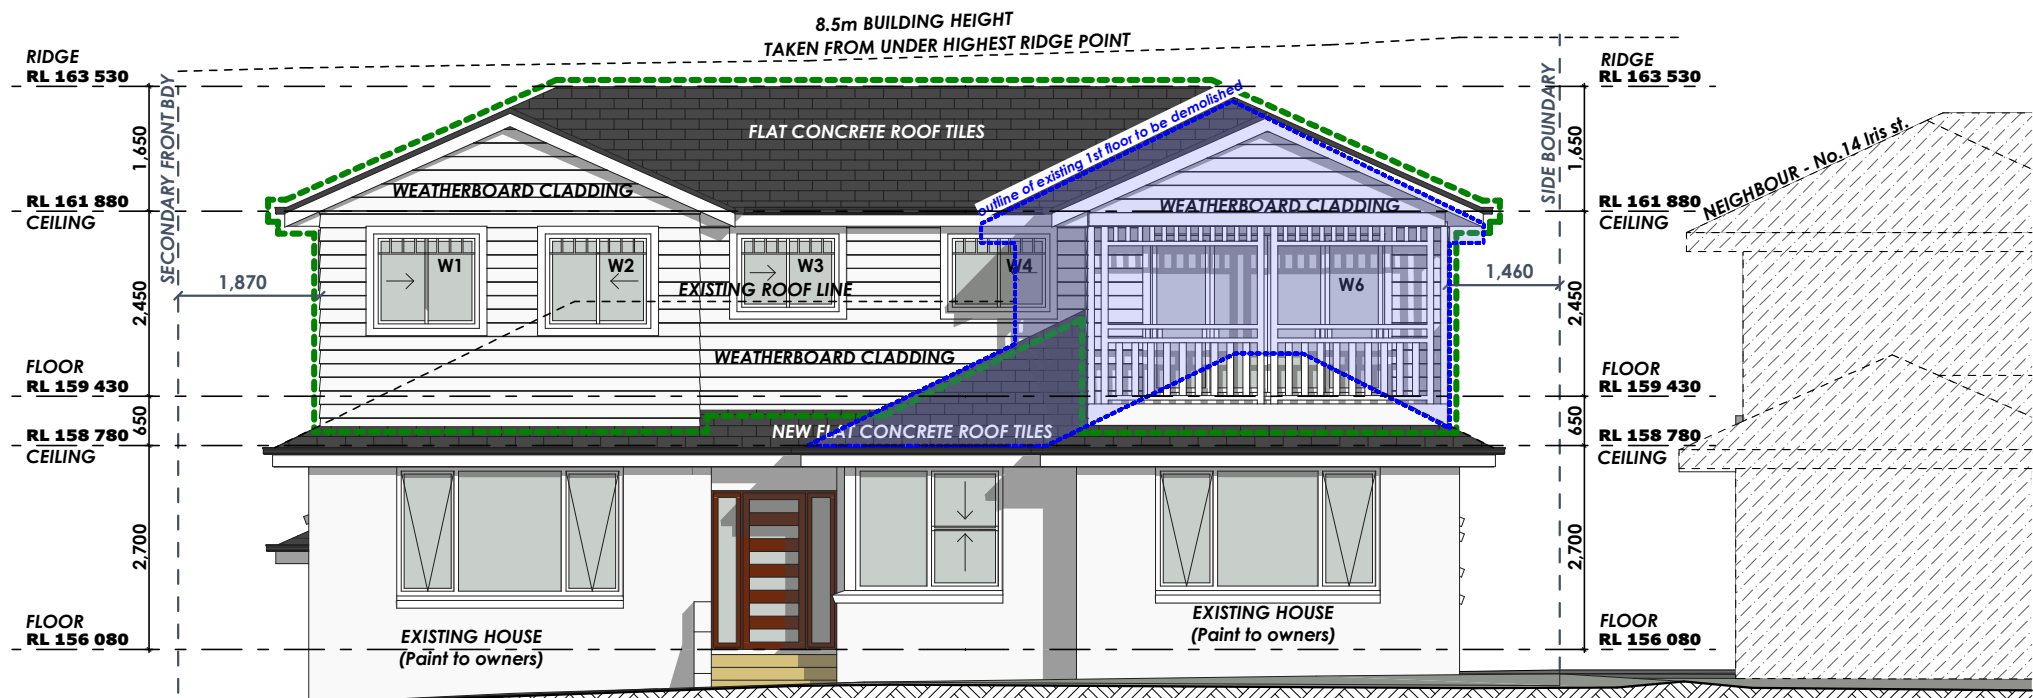 8.5m BUILDING HEIGHT
TAKEN FROM UNDER HIGHEST RIDGE POINT
RIDGE
RL 163 530
RIDGE
RL 163 530
SECONDARY FRONT BDY
SIDE BOUNDARY
1,650
1,650
outline of existing 1st floor to be demolished
FLAT CONCRETE ROOF TILES
NEIGHBOUR - No.14 Iris st.
WEATHERBOARD CLADDING
WEATHERBOARD CLADDING
RL 161 880
CEILING
RL 161 880
CEILING
W1
W2
W3
W4
W6
1,870
1,460
EXISTING ROOF LINE
2,450
2,450
WEATHERBOARD CLADDING
FLOOR
RL 159 430
FLOOR
RL 159 430
650
650
NEW FLAT CONCRETE ROOF TILES
RL 158 780
CEILING
RL 158 780
CEILING
2,700
2,700
EXISTING HOUSE
(Paint to owners)
EXISTING HOUSE
(Paint to owners)
FLOOR
RL 156 080
FLOOR
RL 156 080